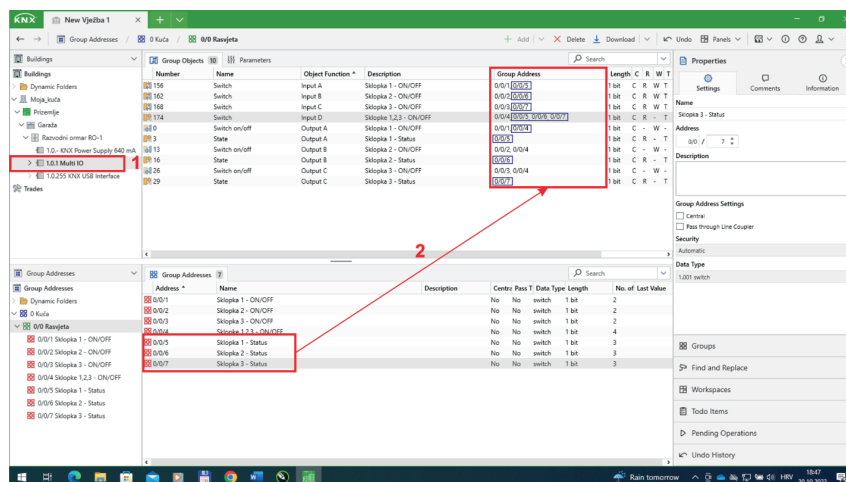 KNX New Vježba 1 × + ∨
← → Group Addresses / 0 Kuća / 0/0 Rasvjeta + Add ∨ × Delete Download ∨ Undo Panels ∨
Buildings
Buildings
Dynamic Folders
Moja_kuća
Prizemlje
Garaža
Razvodni ormar RO-1
1.0.- KNX Power Supply 640 mA
1.0.1 Multi IO
1.0.255 KNX USB Interface
Trades
1
Group Objects 10 Parameters Search
Number Name Object Function Description Group Address Length C R W T
156 Switch Input A Sklopka 1 - ON/OFF 0/0/1, 0/0/5 1 bit C R W T
162 Switch Input B Sklopka 2 - ON/OFF 0/0/2, 0/0/6 1 bit C R W T
168 Switch Input C Sklopka 3 - ON/OFF 0/0/3, 0/0/7 1 bit C R W T
174 Switch Input D Sklopke 1,2,3 - ON/OFF 0/0/4, 0/0/5, 0/0/6, 0/0/7 1 bit C R - T
0 Switch on/off Output A Sklopka 1 - ON/OFF 0/0/1, 0/0/4 1 bit C - W -
3 State Output A Sklopka 1 - Status 0/0/5 1 bit C R - T
13 Switch on/off Output B Sklopka 2 - ON/OFF 0/0/2, 0/0/4 1 bit C - W -
16 State Output B Sklopka 2 - Status 0/0/6 1 bit C R - T
26 Switch on/off Output C Sklopka 3 - ON/OFF 0/0/3, 0/0/4 1 bit C - W -
29 State Output C Sklopka 3 - Status 0/0/7 1 bit C R - T
2
Group Addresses
Group Addresses
Dynamic Folders
0 Kuća
0/0 Rasvjeta
0/0/1 Sklopka 1 - ON/OFF
0/0/2 Sklopka 2 - ON/OFF
0/0/3 Sklopka 3 - ON/OFF
0/0/4 Sklopke 1,2,3 - ON/OFF
0/0/5 Sklopka 1 - Status
0/0/6 Sklopka 2 - Status
0/0/7 Sklopka 3 - Status
Group Addresses 7 Search
Address Name Description Centra Pass T Data Type Length No. of Last Value
0/0/1 Sklopka 1 - ON/OFF No No switch 1 bit 2
0/0/2 Sklopka 2 - ON/OFF No No switch 1 bit 2
0/0/3 Sklopka 3 - ON/OFF No No switch 1 bit 2
0/0/4 Sklopke 1,2,3 - ON/OFF No No switch 1 bit 4
0/0/5 Sklopka 1 - Status No No switch 1 bit 3
0/0/6 Sklopka 2 - Status No No switch 1 bit 3
0/0/7 Sklopka 3 - Status No No switch 1 bit 3
Properties
Settings Comments Information
Name
Sklopka 3 - Status
Address
0/0 / 7
Description
Group Address Settings
Central
Pass through Line Coupler
Security
Automatic
Data Type
1.001 switch
Groups
Find and Replace
Workspaces
Todo Items
Pending Operations
Undo History
Rain tomorrow HRV 18:47
30.10.2022